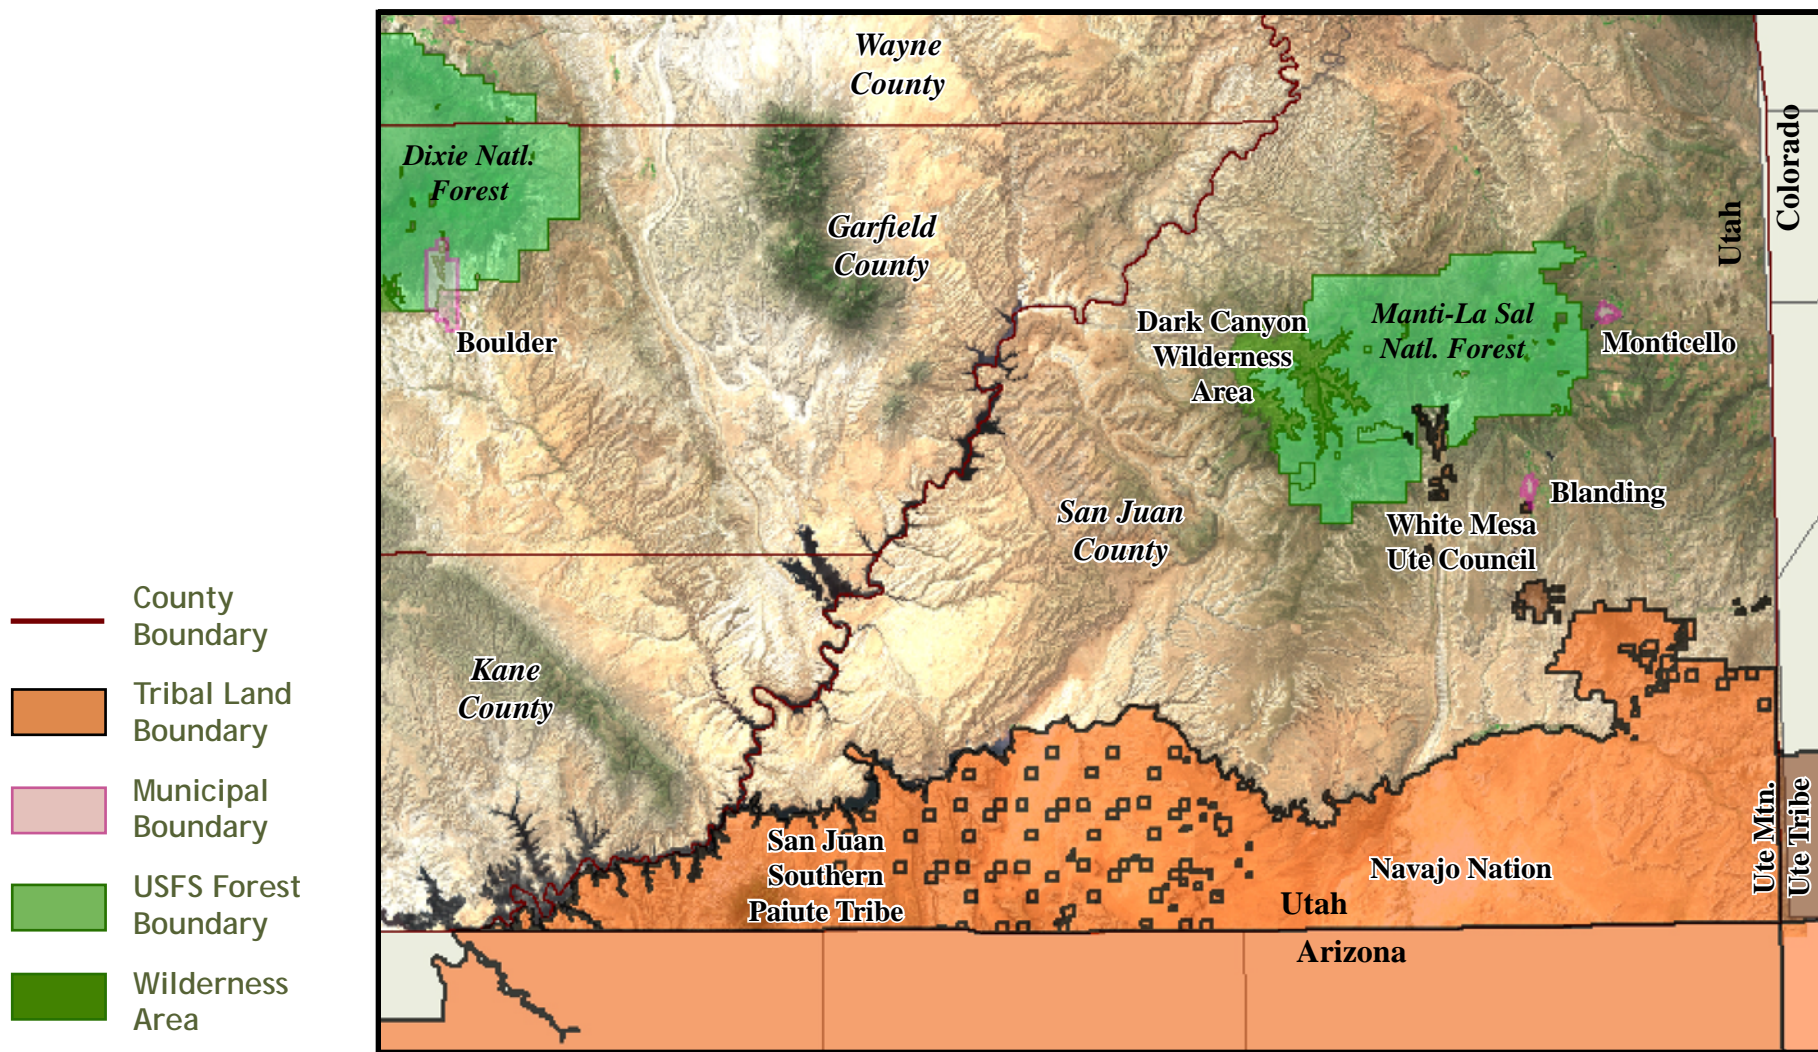 Wayne
County
Dixie Natl.
Forest
Garfield
County
Colorado
Utah
Boulder
Dark Canyon
Wilderness
Area
Manti-La Sal
Natl. Forest
Monticello
San Juan
County
Blanding
White Mesa
Ute Council
Kane
County
San Juan
Southern
Paiute Tribe
Navajo Nation
Ute Mtn.
Ute Tribe
Utah
Arizona
County
Boundary
Tribal Land
Boundary
Municipal
Boundary
USFS Forest
Boundary
Wilderness
Area